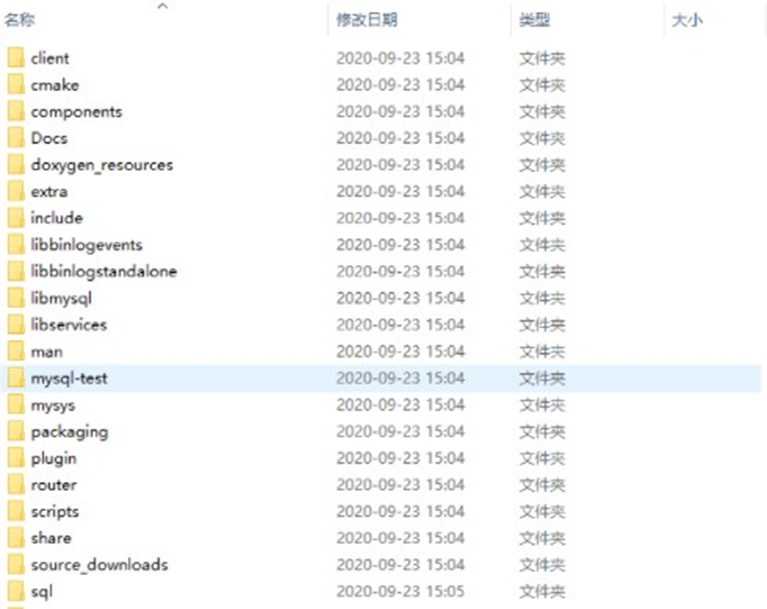 名称 修改日期 类型 大小
client 2020-09-23 15:04 文件夹
cmake 2020-09-23 15:04 文件夹
components 2020-09-23 15:04 文件夹
Docs 2020-09-23 15:04 文件夹
doxygen_resources 2020-09-23 15:04 文件夹
extra 2020-09-23 15:04 文件夹
include 2020-09-23 15:04 文件夹
libbinlogevents 2020-09-23 15:04 文件夹
libbinlogstandalone 2020-09-23 15:04 文件夹
libmysql 2020-09-23 15:04 文件夹
libservices 2020-09-23 15:04 文件夹
man 2020-09-23 15:04 文件夹
mysql-test 2020-09-23 15:04 文件夹
mysys 2020-09-23 15:04 文件夹
packaging 2020-09-23 15:04 文件夹
plugin 2020-09-23 15:04 文件夹
router 2020-09-23 15:04 文件夹
scripts 2020-09-23 15:04 文件夹
share 2020-09-23 15:04 文件夹
source_downloads 2020-09-23 15:04 文件夹
sql 2020-09-23 15:05 文件夹